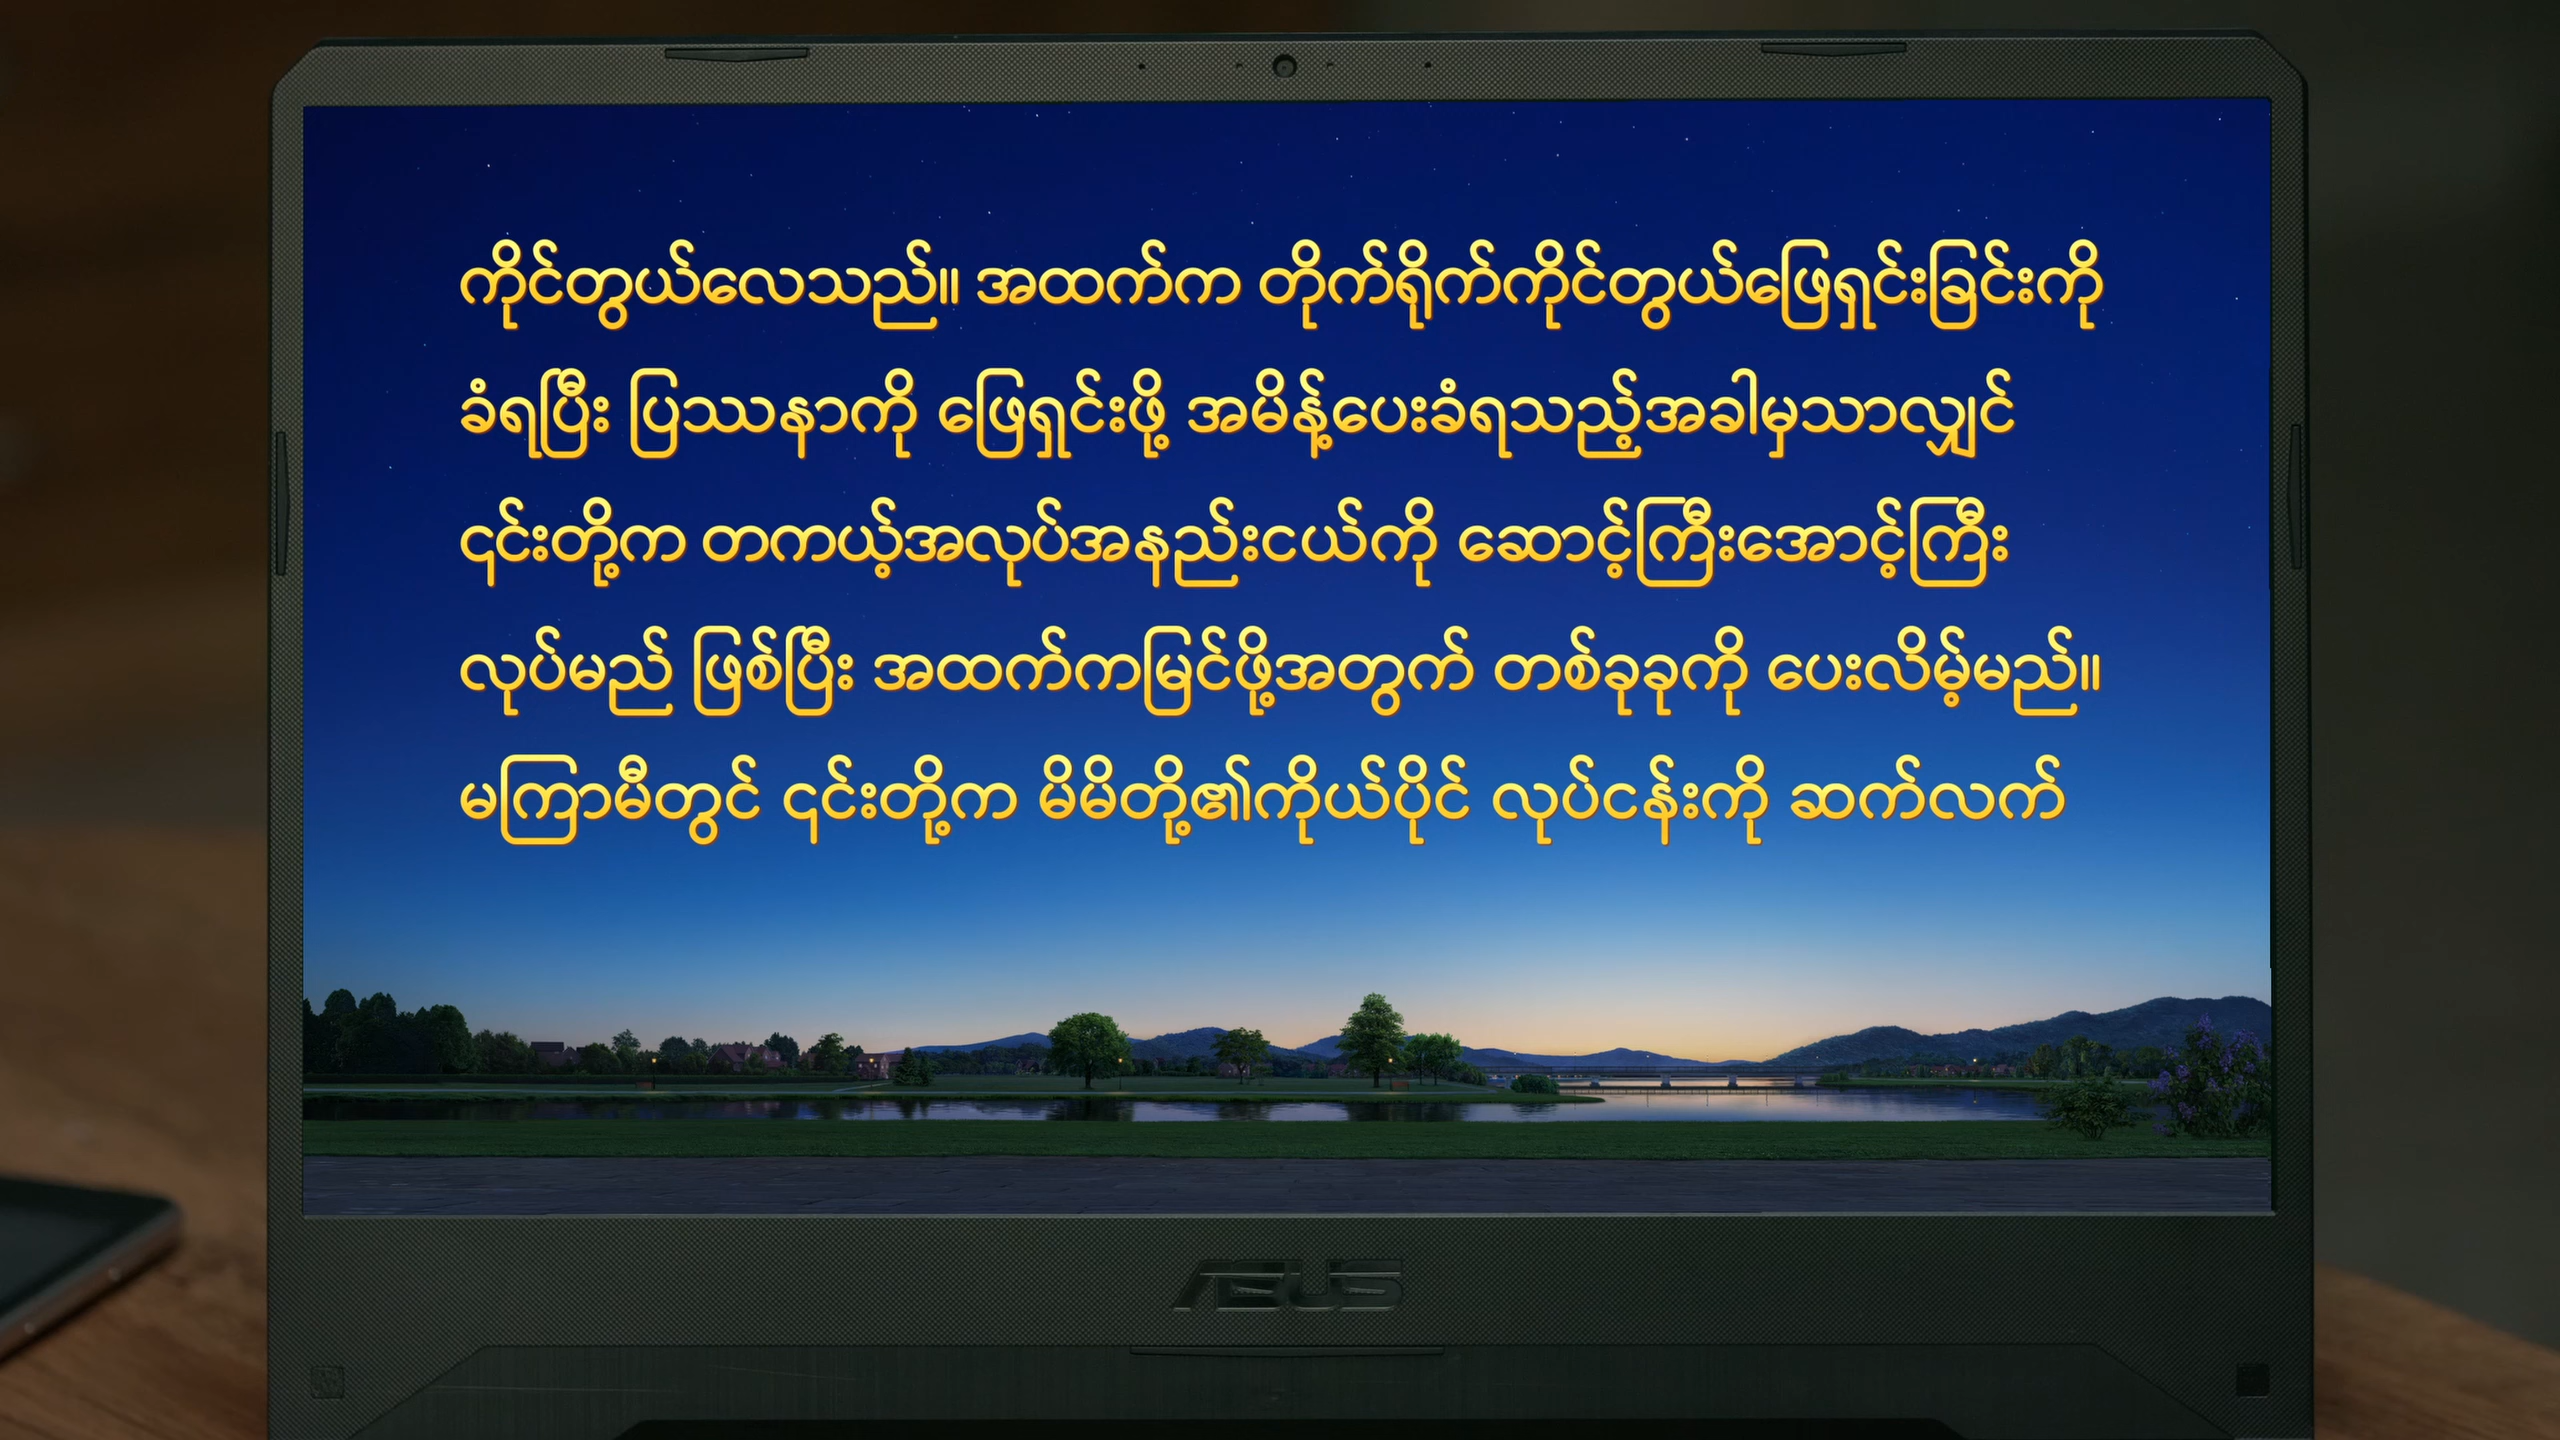 ကိုင်တွယ်လေသည်။ အထက်က တိုက်ရိုက်ကိုင်တွယ်ဖြေရှင်းခြင်းကို
ခံရပြီး ပြဿနာကို ဖြေရှင်းဖို့ အမိန့်ပေးခံရသည့်အခါမှသာလျှင်
၎င်းတို့က တကယ့်အလုပ်အနည်းငယ်ကို ဆောင့်ကြီးအောင့်ကြီး
လုပ်မည် ဖြစ်ပြီး အထက်ကမြင်ဖို့အတွက် တစ်ခုခုကို ပေးလိမ့်မည်။
မကြာမီတွင် ၎င်းတို့က မိမိတို့၏ကိုယ်ပိုင် လုပ်ငန်းကို ဆက်လက်
ASUS